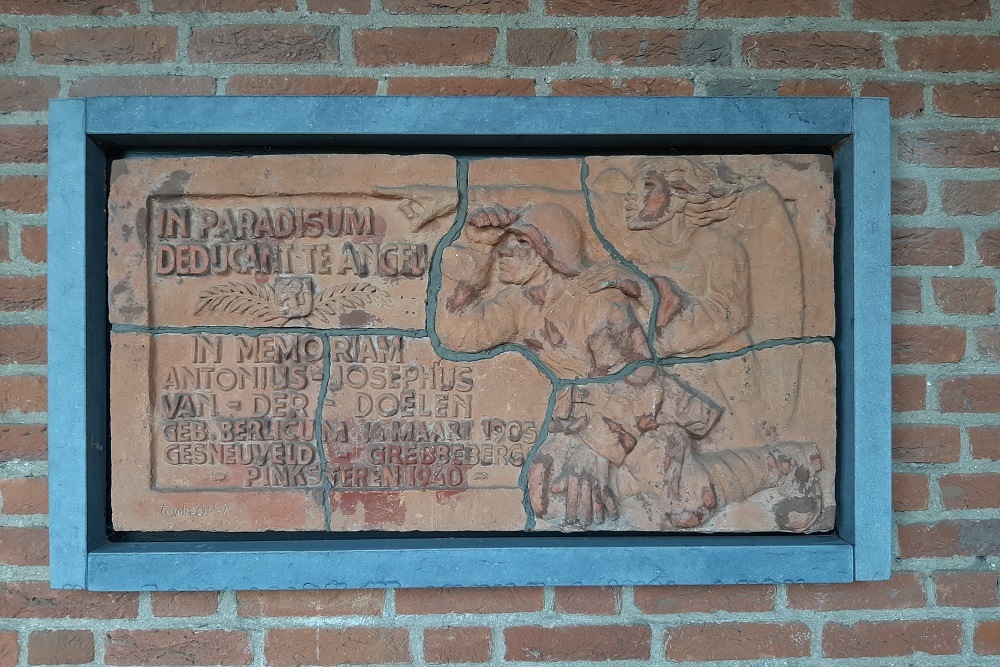 IN PARADISUM
DEDUCANT TE ANGELI
IN MEMORIAM
ANTONIUS-JOSEPHUS
VAN-DER-DOELEN
GEB. BERLICUM 14 MAART 1905
GESNEUVELD GREBBEBERG
PINKSTEREN 1940